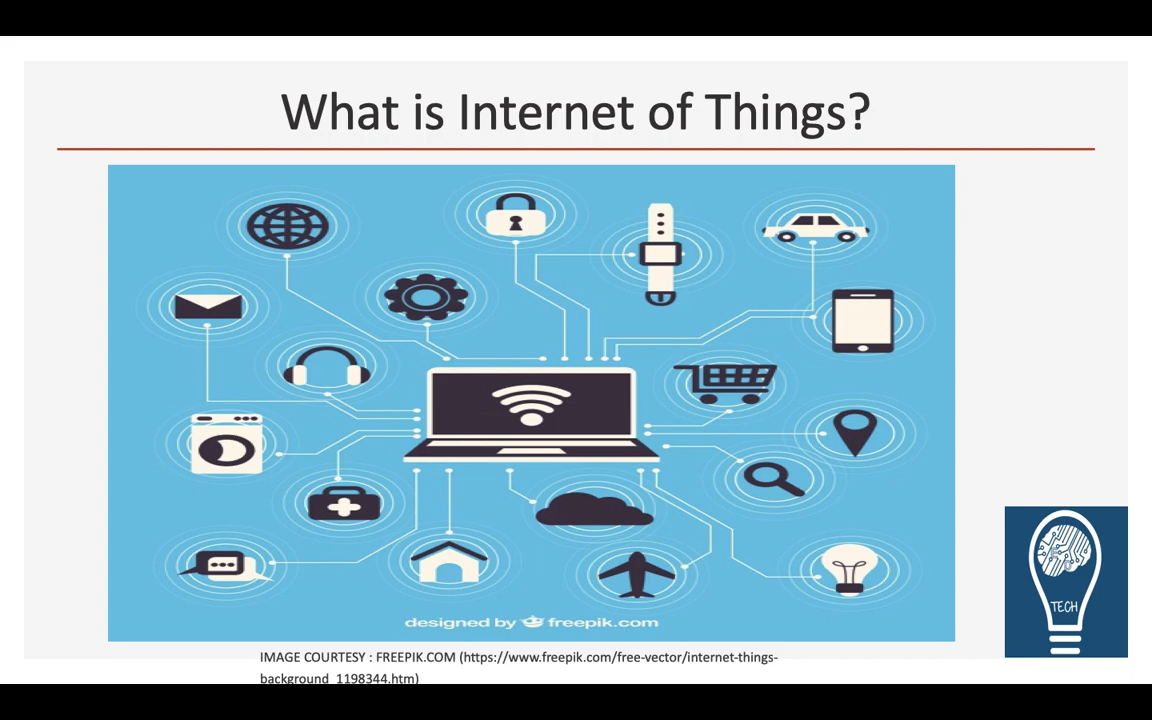 What is Internet of Things?
designed by freepik.com
TECH
IMAGE COURTESY : FREEPIK.COM (https://www.freepik.com/free-vector/internet-things-
background_1198344.htm)